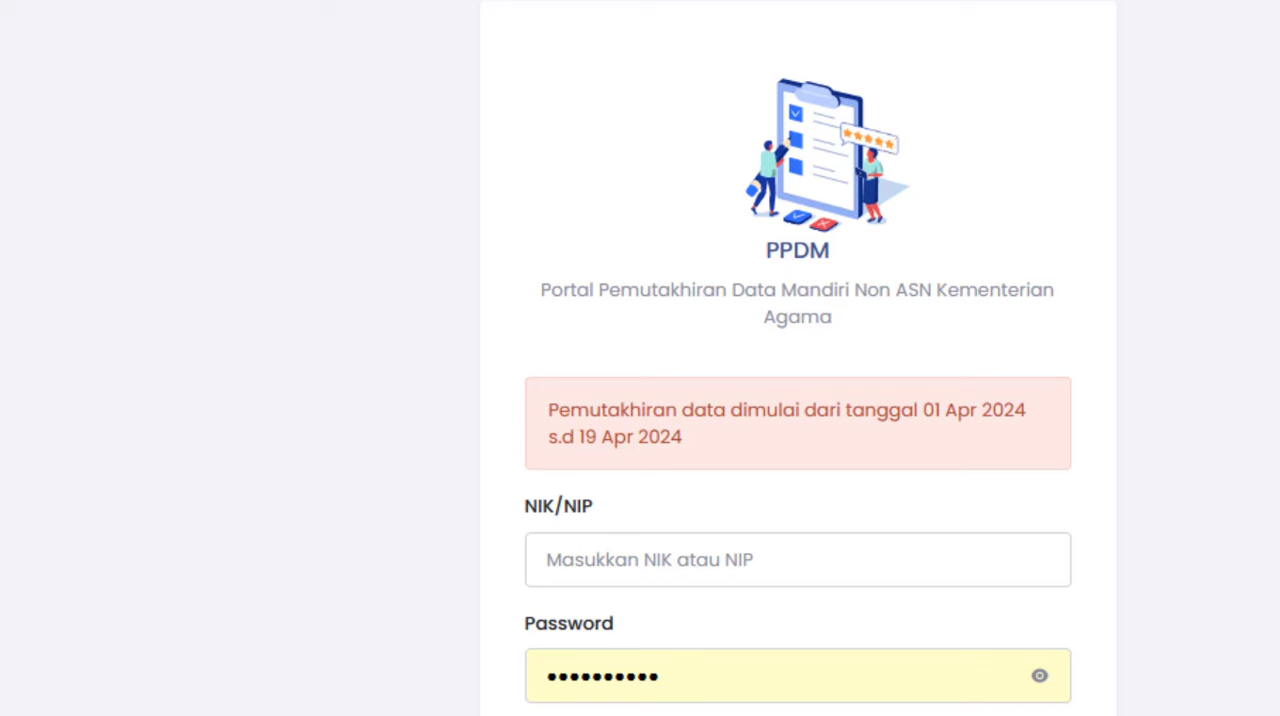 PPDM
Portal Pemutakhiran Data Mandiri Non ASN Kementerian
Agama
Pemutakhiran data dimulai dari tanggal 01 Apr 2024
s.d 19 Apr 2024
NIK/NIP
Masukkan NIK atau NIP
Password
••••••••••